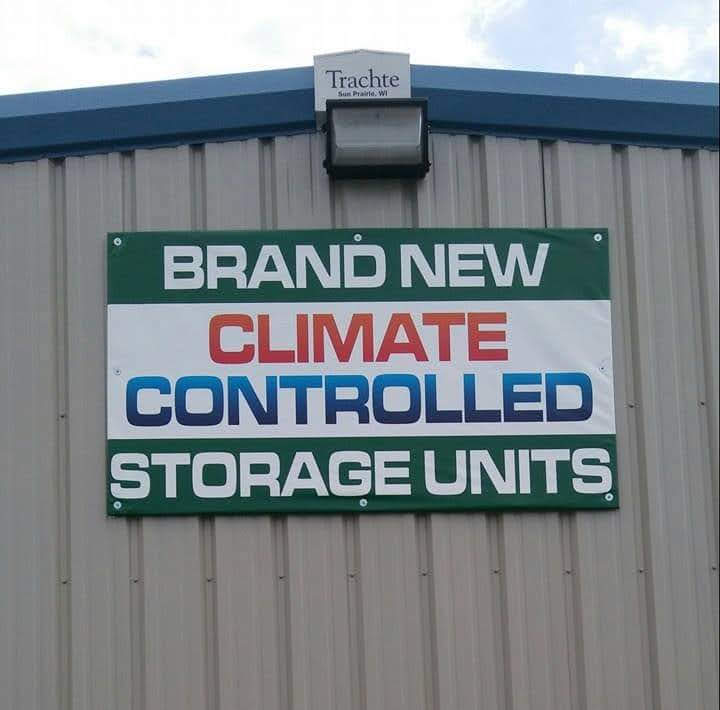 Trachte
Sun Prairie, WI
BRAND NEW
CLIMATE
CONTROLLED
STORAGE UNITS